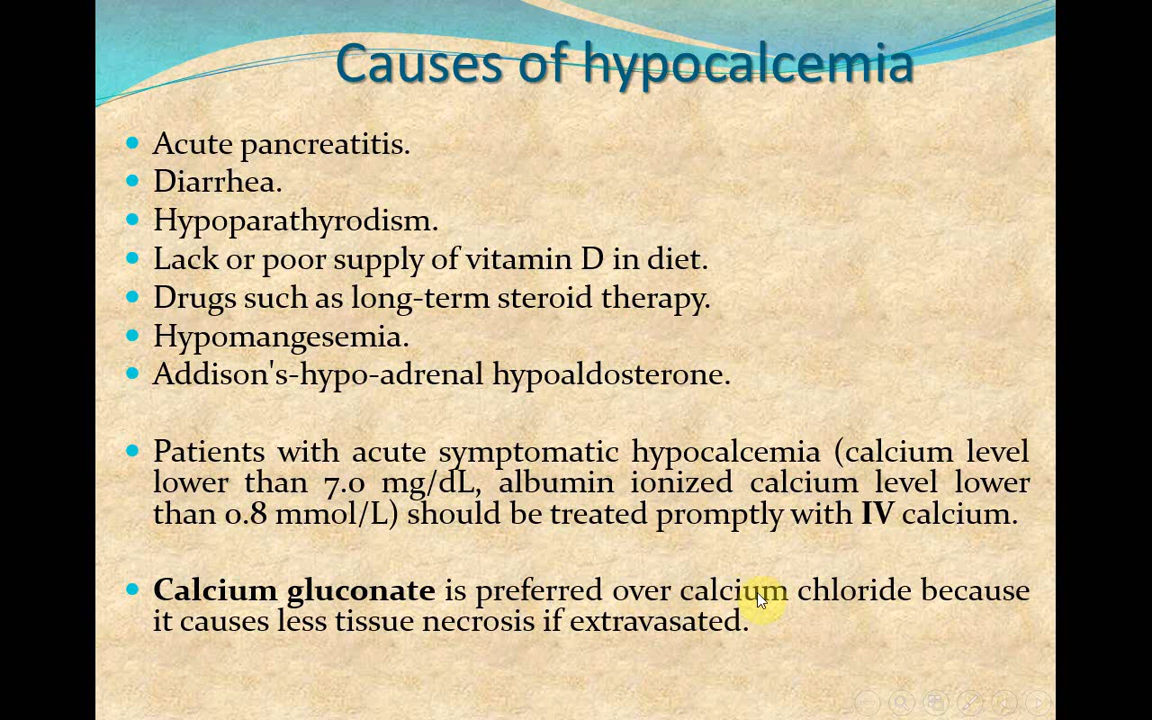 Causes of hypocalcemia
• Acute pancreatitis.
• Diarrhea.
• Hypoparathyrodism.
• Lack or poor supply of vitamin D in diet.
• Drugs such as long-term steroid therapy.
• Hypomangesemia.
• Addison's-hypo-adrenal hypoaldosterone.
• Patients with acute symptomatic hypocalcemia (calcium level
lower than 7.0 mg/dL, albumin ionized calcium level lower
than 0.8 mmol/L) should be treated promptly with IV calcium.
• Calcium gluconate is preferred over calcium chloride because
it causes less tissue necrosis if extravasated.